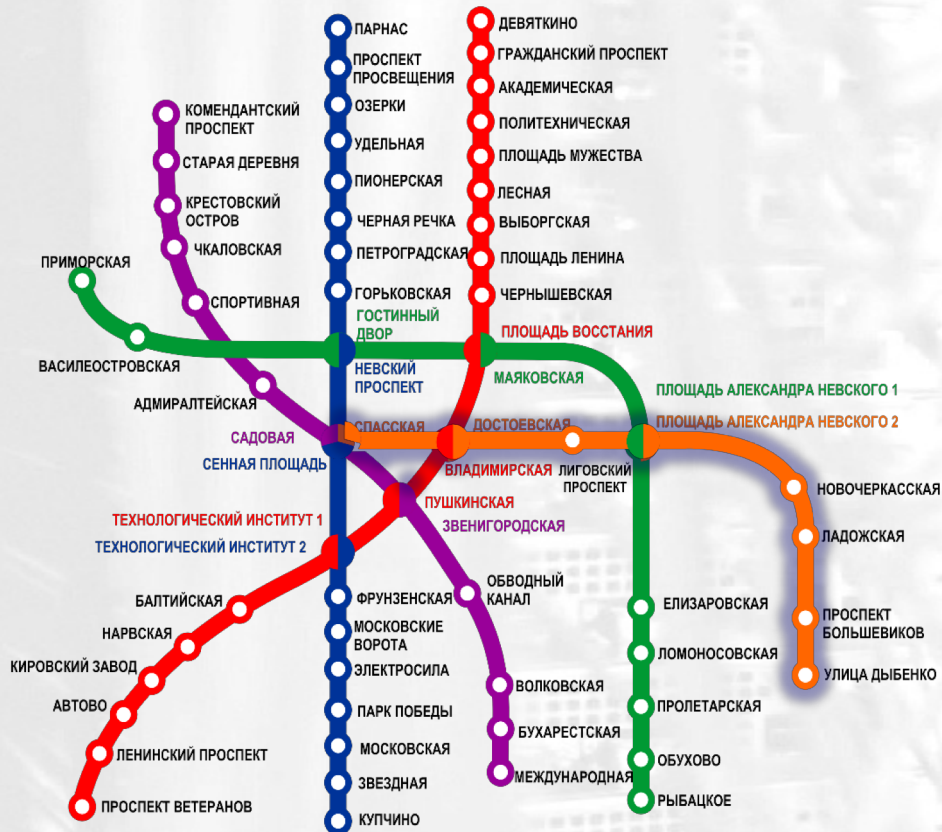 ПАРНАС
ПРОСПЕКТ
ПРОСВЕЩЕНИЯ
ОЗЕРКИ
УДЕЛЬНАЯ
ПИОНЕРСКАЯ
ЧЕРНАЯ РЕЧКА
ПЕТРОГРАДСКАЯ
ГОРЬКОВСКАЯ
ГОСТИННЫЙ
ДВОР
НЕВСКИЙ
ПРОСПЕКТ
ДЕВЯТКИНО
ГРАЖДАНСКИЙ ПРОСПЕКТ
АКАДЕМИЧЕСКАЯ
ПОЛИТЕХНИЧЕСКАЯ
ПЛОЩАДЬ МУЖЕСТВА
ЛЕСНАЯ
ВЫБОРГСКАЯ
ПЛОЩАДЬ ЛЕНИНА
ЧЕРНЫШЕВСКАЯ
ПЛОЩАДЬ ВОССТАНИЯ
МАЯКОВСКАЯ
КОМЕНДАНТСКИЙ
ПРОСПЕКТ
СТАРАЯ ДЕРЕВНЯ
КРЕСТОВСКИЙ
ОСТРОВ
ЧКАЛОВСКАЯ
СПОРТИВНАЯ
ПРИМОРСКАЯ
ВАСИЛЕОСТРОВСКАЯ
АДМИРАЛТЕЙСКАЯ
САДОВАЯ
СЕННАЯ ПЛОЩАДЬ
СПАССКАЯ
ДОСТОЕВСКАЯ
ВЛАДИМИРСКАЯ
ЛИГОВСКИЙ
ПРОСПЕКТ
ПЛОЩАДЬ АЛЕКСАНДРА НЕВСКОГО 1
ПЛОЩАДЬ АЛЕКСАНДРА НЕВСКОГО 2
НОВОЧЕРКАССКАЯ
ЛАДОЖСКАЯ
ПРОСПЕКТ
БОЛЬШЕВИКОВ
УЛИЦА ДЫБЕНКО
ПУШКИНСКАЯ
ЗВЕНИГОРОДСКАЯ
ТЕХНОЛОГИЧЕСКИЙ ИНСТИТУТ 1
ТЕХНОЛОГИЧЕСКИЙ ИНСТИТУТ 2
БАЛТИЙСКАЯ
НАРВСКАЯ
КИРОВСКИЙ ЗАВОД
АВТОВО
ЛЕНИНСКИЙ ПРОСПЕКТ
ПРОСПЕКТ ВЕТЕРАНОВ
ФРУНЗЕНСКАЯ
МОСКОВСКИЕ
ВОРОТА
ЭЛЕКТРОСИЛА
ПАРК ПОБЕДЫ
МОСКОВСКАЯ
ЗВЕЗДНАЯ
КУПЧИНО
ОБВОДНЫЙ
КАНАЛ
ВОЛКОВСКАЯ
БУХАРЕСТСКАЯ
МЕЖДУНАРОДНАЯ
ЕЛИЗАРОВСКАЯ
ЛОМОНОСОВСКАЯ
ПРОЛЕТАРСКАЯ
ОБУХОВО
РЫБАЦКОЕ